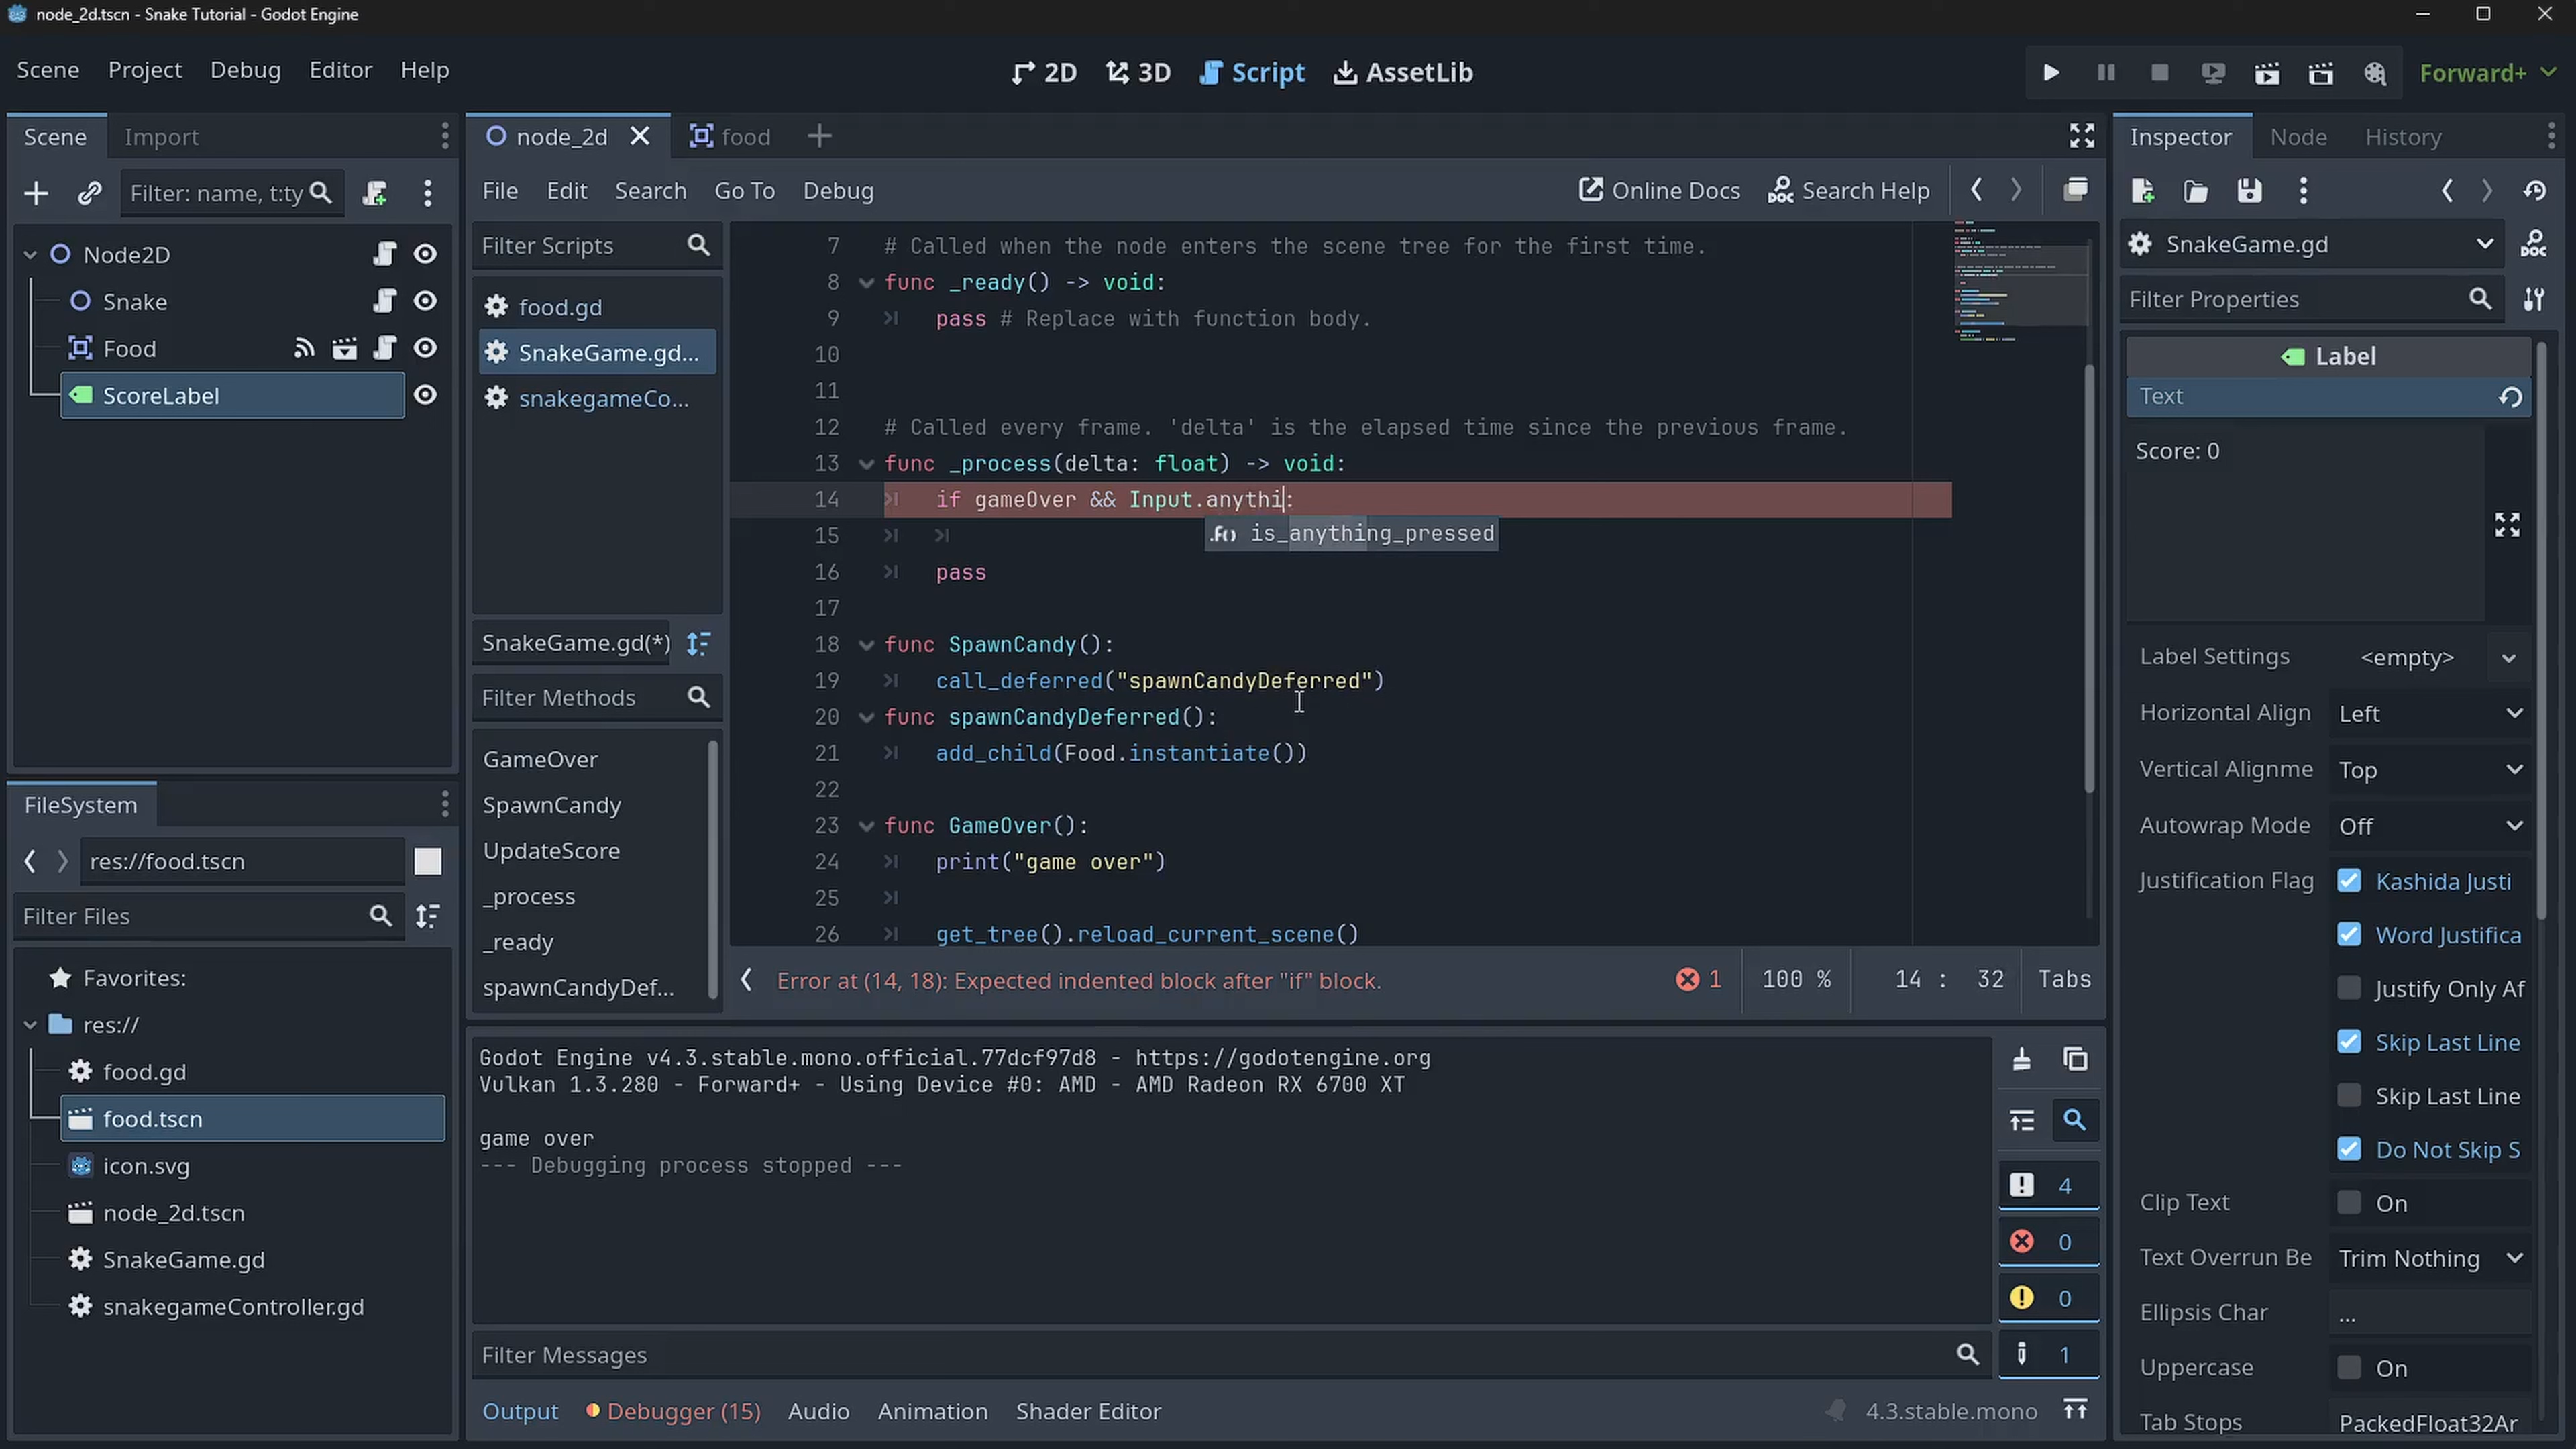 node_2d.tscn - Snake Tutorial - Godot Engine
Scene Project Debug Editor Help
2D 3D Script AssetLib
Forward+
Scene Import
Filter: name, t:ty
Node2D
Snake
Food
ScoreLabel
FileSystem
res://food.tscn
Filter Files
Favorites:
res://
food.gd
food.tscn
icon.svg
node_2d.tscn
SnakeGame.gd
snakegameController.gd
node_2d food
File Edit Search Go To Debug
Online Docs Search Help
Filter Scripts
food.gd
SnakeGame.gd...
snakegameCo...
SnakeGame.gd(*)
Filter Methods
GameOver
SpawnCandy
UpdateScore
_process
_ready
spawnCandyDef...
7 # Called when the node enters the scene tree for the first time.
8 func _ready() -> void:
9 pass # Replace with function body.
10
11
12 # Called every frame. 'delta' is the elapsed time since the previous frame.
13 func _process(delta: float) -> void:
14 if gameOver && Input.anythi:
15
is_anything_pressed
16 pass
17
18 func SpawnCandy():
19 call_deferred("spawnCandyDeferred")
20 func spawnCandyDeferred():
21 add_child(Food.instantiate())
22
23 func GameOver():
24 print("game over")
25
26 get_tree().reload_current_scene()
Error at (14, 18): Expected indented block after "if" block.
1 100 % 14 : 32 Tabs
Godot Engine v4.3.stable.mono.official.77dcf97d8 - https://godotengine.org
Vulkan 1.3.280 - Forward+ - Using Device #0: AMD - AMD Radeon RX 6700 XT
game over
--- Debugging process stopped ---
4
0
0
1
Filter Messages
Output Debugger (15) Audio Animation Shader Editor
4.3.stable.mono
Inspector Node History
SnakeGame.gd
Filter Properties
Label
Text
Score: 0
Label Settings <empty>
Horizontal Align Left
Vertical Alignme Top
Autowrap Mode Off
Justification Flag Kashida Justi
Word Justifica
Justify Only Af
Skip Last Line
Skip Last Line
Do Not Skip S
Clip Text On
Text Overrun Be Trim Nothing
Ellipsis Char ...
Uppercase On
Tab Stops PackedFloat32Ar